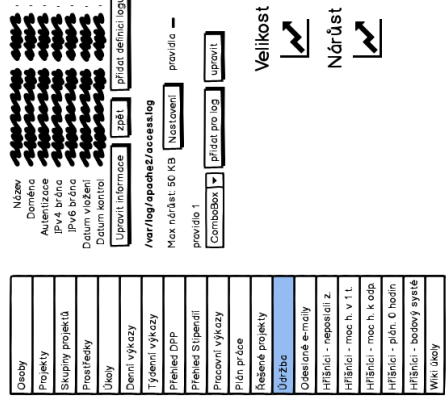 Osoby
Projekty
Skupiny projektů
Prostředky
Úkoly
Denní výkazy
Týdenní výkazy
Přehled DPP
Přehled Stipendií
Pracovní výkazy
Plán práce
Řešené projekty
Údržba
Odeslané e-maily
Hříšníci - neposlali z.
Hříšníci - moc h. v 1 t.
Hříšníci - moc h. k odp.
Hříšníci - plán. 0 hodin
Hříšníci - bodový systé
Wiki úkoly
Název
Doména
Autentizace
IPv4 brána
IPv6 brána
Datum vložení
Datum kontrol
Upravit informace zpět přidat definici logu
/var/log/apache2/access.log
Max nárůst: 50 KB Nastavení pravidla
pravidlo 1
ComboBox přidat pro log upravit
Velikost
Nárůst